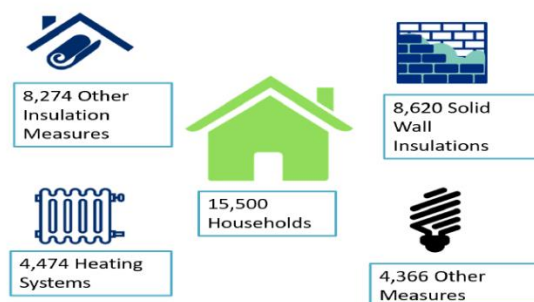 8,274 Other
Insulation
Measures
8,620 Solid
Wall
Insulations
15,500
Households
4,474 Heating
Systems
4,366 Other
Measures